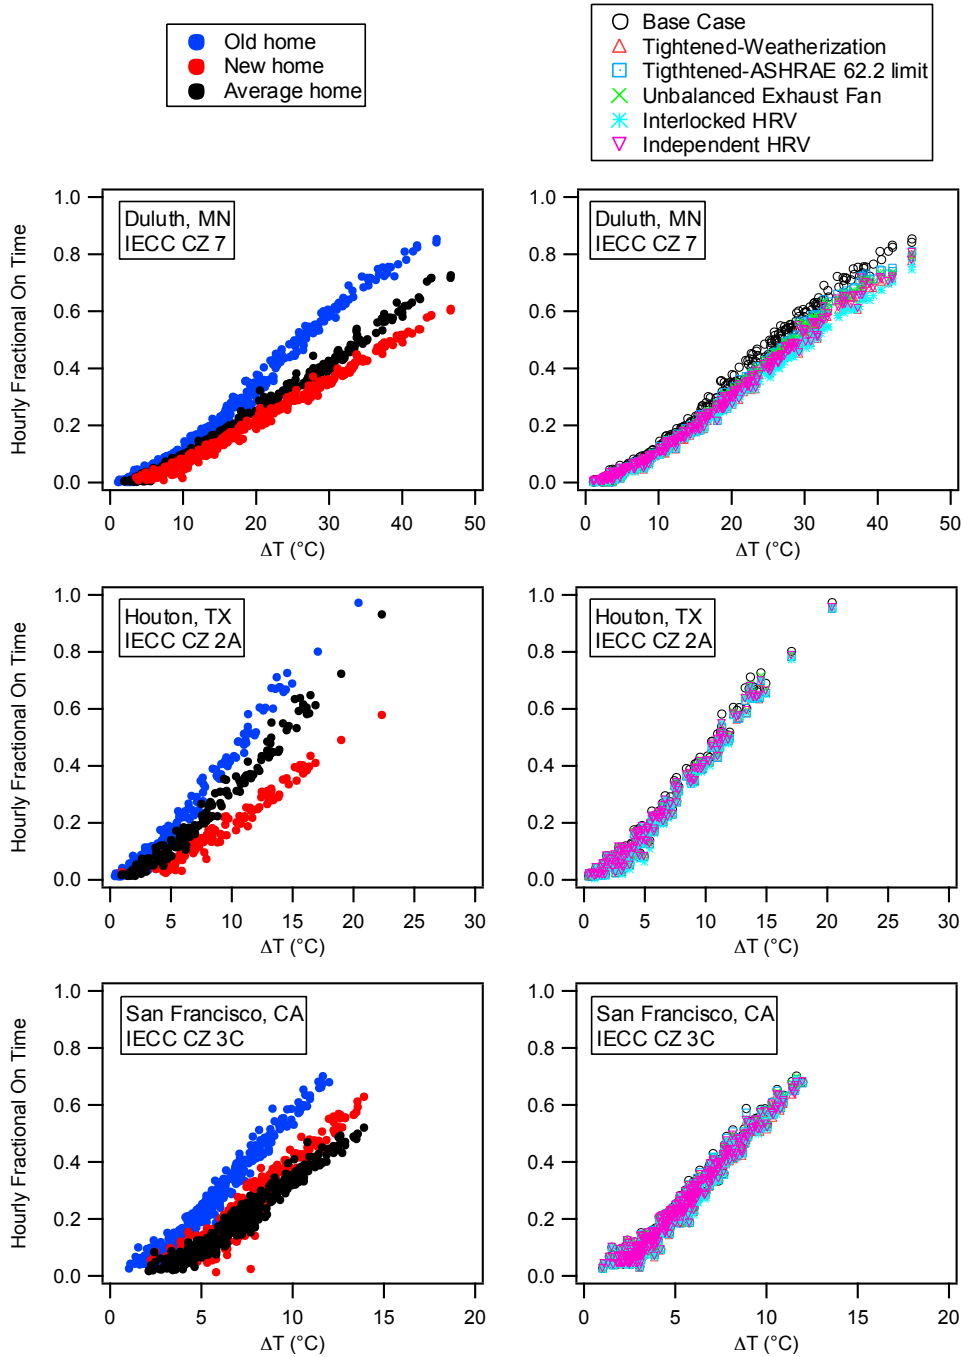 Old home
New home
Average home
Base Case
Tightened-Weatherization
Tigthtened-ASHRAE 62.2 limit
Unbalanced Exhaust Fan
Interlocked HRV
Independent HRV
Hourly Fractional On Time
1.0
0.8
0.6
0.4
0.2
0.0
Duluth, MN
IECC CZ 7
0
10
20
30
40
50
ΔT (°C)
1.0
0.8
0.6
0.4
0.2
0.0
Duluth, MN
IECC CZ 7
0
10
20
30
40
50
ΔT (°C)
Hourly Fractional On Time
1.0
0.8
0.6
0.4
0.2
0.0
Houton, TX
IECC CZ 2A
0
5
10
15
20
25
30
ΔT (°C)
1.0
0.8
0.6
0.4
0.2
0.0
Houton, TX
IECC CZ 2A
0
5
10
15
20
25
30
ΔT (°C)
Hourly Fractional On Time
1.0
0.8
0.6
0.4
0.2
0.0
San Francisco, CA
IECC CZ 3C
0
5
10
15
20
ΔT (°C)
1.0
0.8
0.6
0.4
0.2
0.0
San Francisco, CA
IECC CZ 3C
0
5
10
15
20
ΔT (°C)